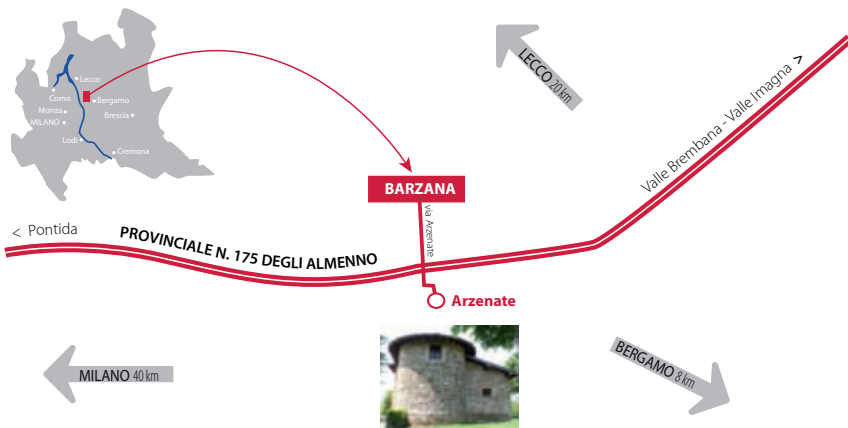 Lecco
Como
Bergamo
Monza
Brescia
MILANO
Lodi
Cremona
LECCO 20 km
Valle Brembana - Valle Imagna >
BARZANA
via Arzenate
< Pontida
PROVINCIALE N. 175 DEGLI ALMENNO
Arzenate
MILANO 40 km
BERGAMO 8 km